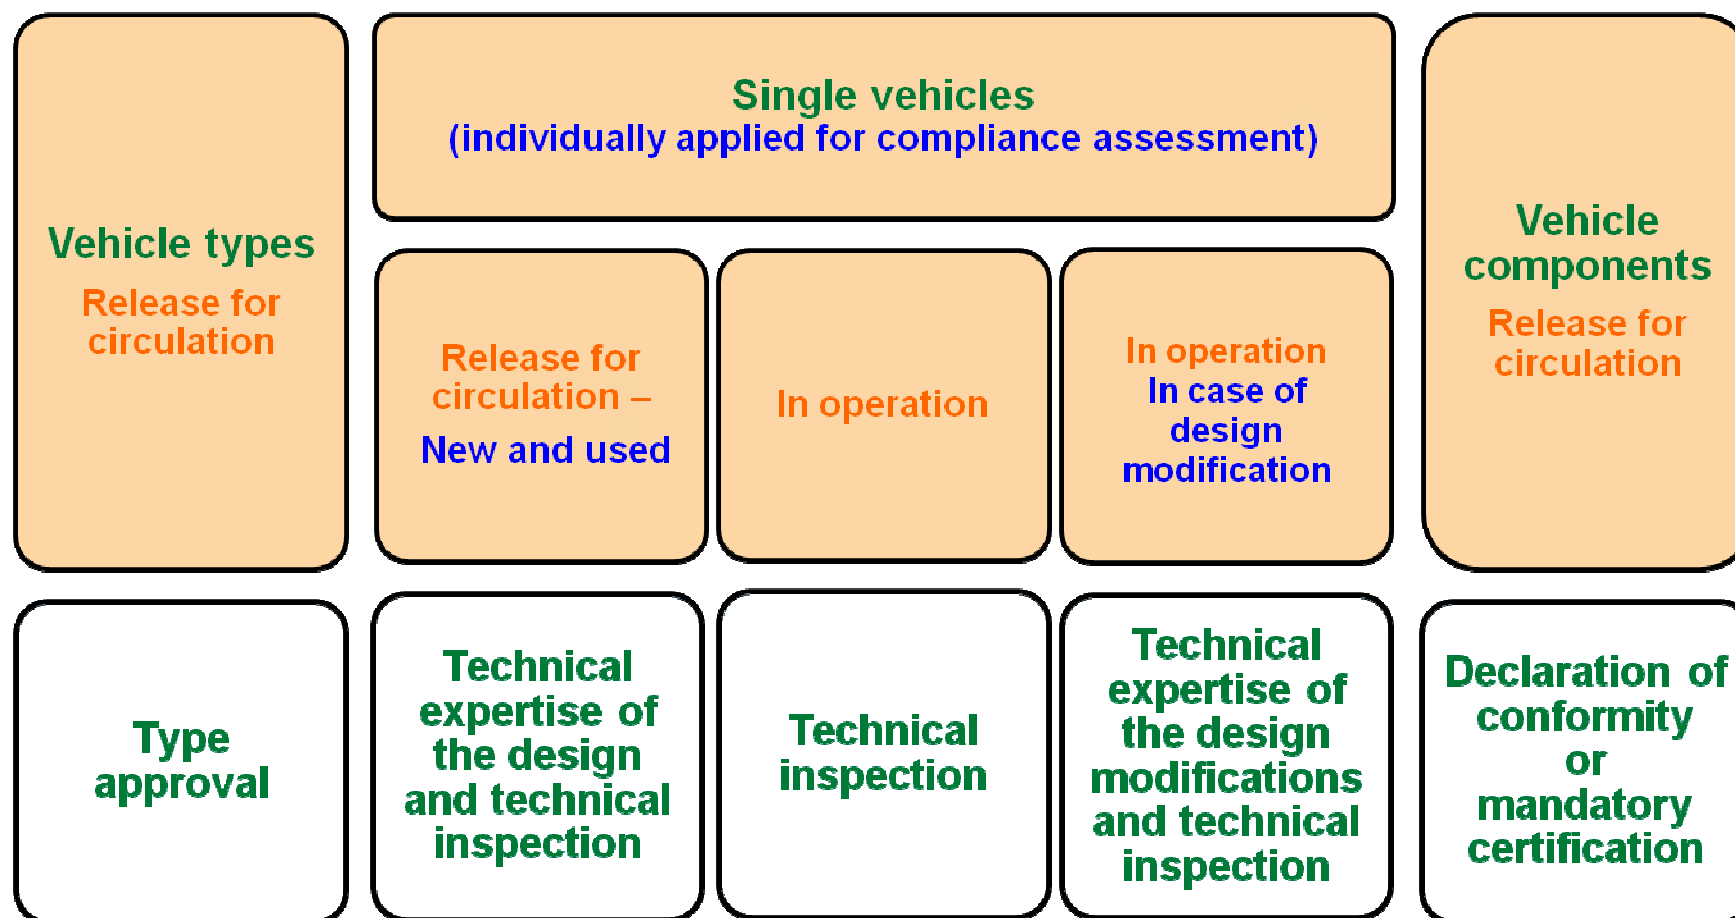 Single vehicles
(individually applied for compliance assessment)
Vehicle types
Release for
circulation
Release for
circulation –
New and used
In operation
In operation
In case of
design
modification
Vehicle
components
Release for
circulation
Type
approval
Technical
expertise of
the design
and technical
inspection
Technical
inspection
Technical
expertise of
the design
modifications
and technical
inspection
Declaration of
conformity
or
mandatory
certification